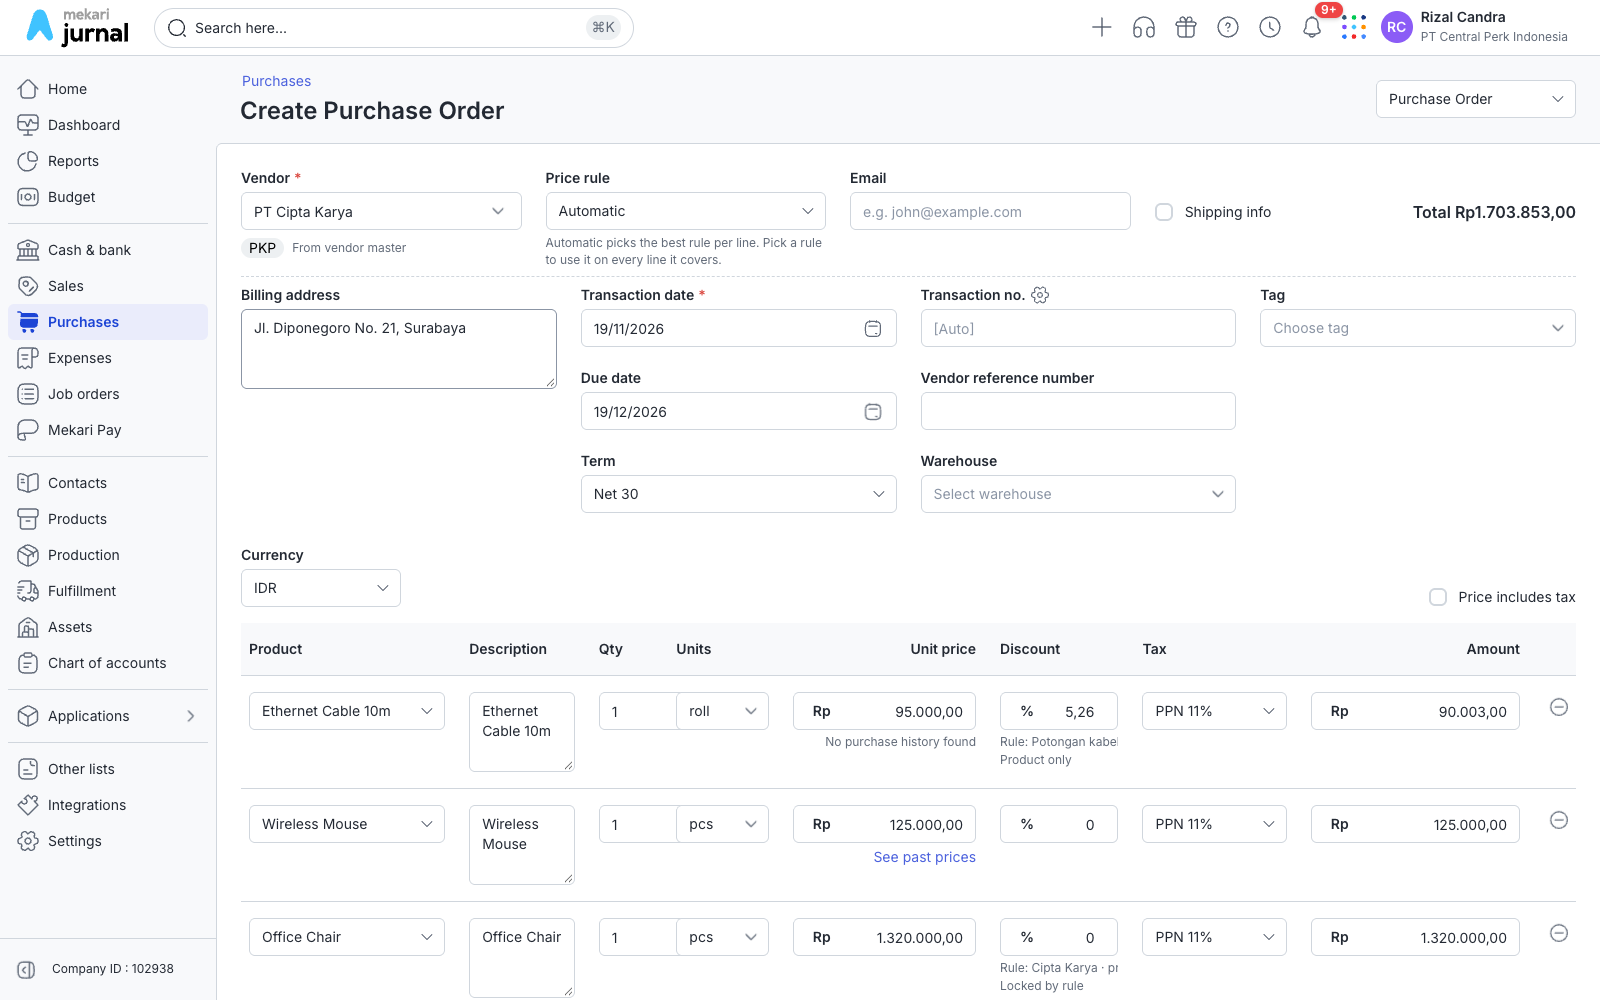 mekari
jurnal
Search here...
⌘K
9+
RC
Rizal Candra
PT Central Perk Indonesia
Home
Dashboard
Reports
Budget
Cash & bank
Sales
Purchases
Expenses
Job orders
Mekari Pay
Contacts
Products
Production
Fulfillment
Assets
Chart of accounts
Applications
Other lists
Integrations
Settings
Company ID : 102938
Purchases
Create Purchase Order
Purchase Order
Vendor *
PT Cipta Karya
PKP From vendor master
Price rule
Automatic
Automatic picks the best rule per line. Pick a rule
to use it on every line it covers.
Email
e.g. john@example.com
Shipping info
Total Rp1.703.853,00
Billing address
Jl. Diponegoro No. 21, Surabaya
Transaction date *
19/11/2026
Transaction no.
[Auto]
Tag
Choose tag
Due date
19/12/2026
Vendor reference number
Term
Net 30
Warehouse
Select warehouse
Currency
IDR
Price includes tax
Product Description Qty Units Unit price Discount Tax Amount
Ethernet Cable 10m
Ethernet
Cable 10m
1
roll
Rp 95.000,00
No purchase history found
% 5,26
Rule: Potongan kabel
Product only
PPN 11%
Rp 90.003,00
Wireless Mouse
Wireless
Mouse
1
pcs
Rp 125.000,00
See past prices
% 0
PPN 11%
Rp 125.000,00
Office Chair
Office Chair
1
pcs
Rp 1.320.000,00
% 0
Rule: Cipta Karya · pr
Locked by rule
PPN 11%
Rp 1.320.000,00